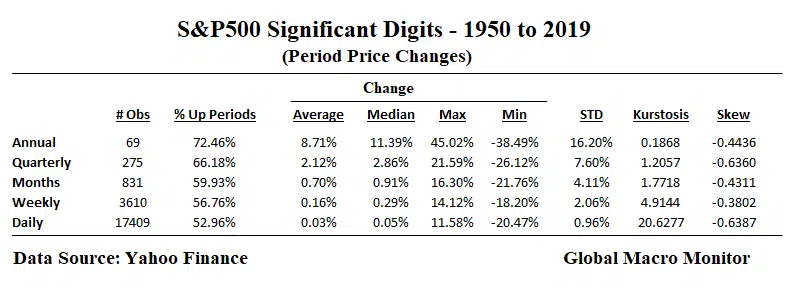 S&P500 Significant Digits - 1950 to 2019
(Period Price Changes)
Change
# Obs % Up Periods Average Median Max Min STD Kurstosis Skew
Annual 69 72.46% 8.71% 11.39% 45.02% -38.49% 16.20% 0.1868 -0.4436
Quarterly 275 66.18% 2.12% 2.86% 21.59% -26.12% 7.60% 1.2057 -0.6360
Months 831 59.93% 0.70% 0.91% 16.30% -21.76% 4.11% 1.7718 -0.4311
Weekly 3610 56.76% 0.16% 0.29% 14.12% -18.20% 2.06% 4.9144 -0.3802
Daily 17409 52.96% 0.03% 0.05% 11.58% -20.47% 0.96% 20.6277 -0.6387
Data Source: Yahoo Finance Global Macro Monitor